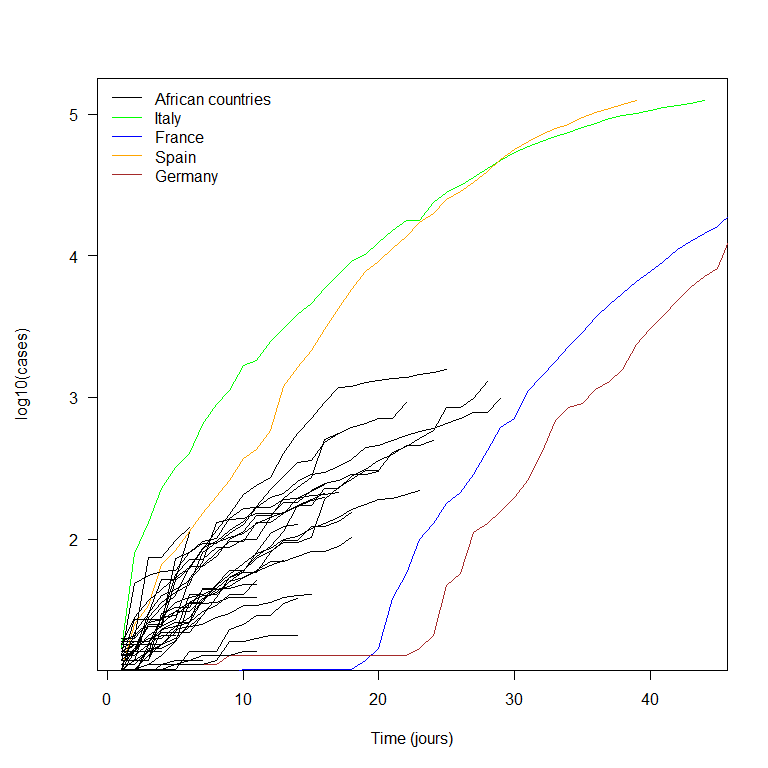 African countries
Italy
France
Spain
Germany
5
4
3
2
log10(cases)
0 10 20 30 40
Time (jours)